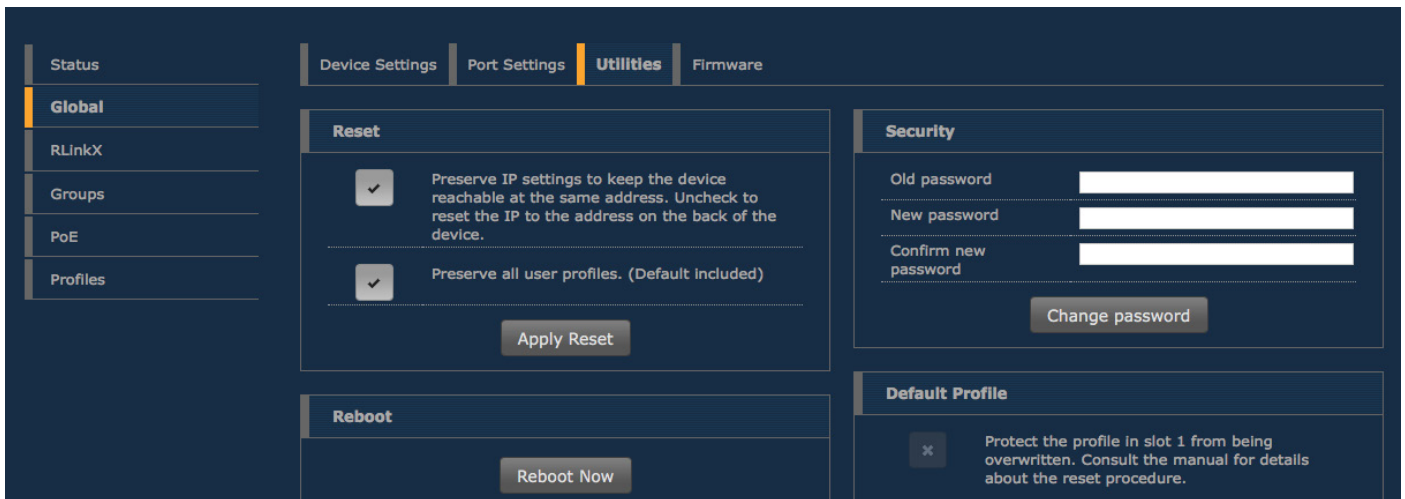 Status
Global
RLinkX
Groups
PoE
Profiles
Device Settings
Port Settings
Utilities
Firmware
Reset
Preserve IP settings to keep the device
reachable at the same address. Uncheck to
reset the IP to the address on the back of the
device.
Preserve all user profiles. (Default included)
Apply Reset
Reboot
Reboot Now
Security
Old password
New password
Confirm new
password
Change password
Default Profile
Protect the profile in slot 1 from being
overwritten. Consult the manual for details
about the reset procedure.